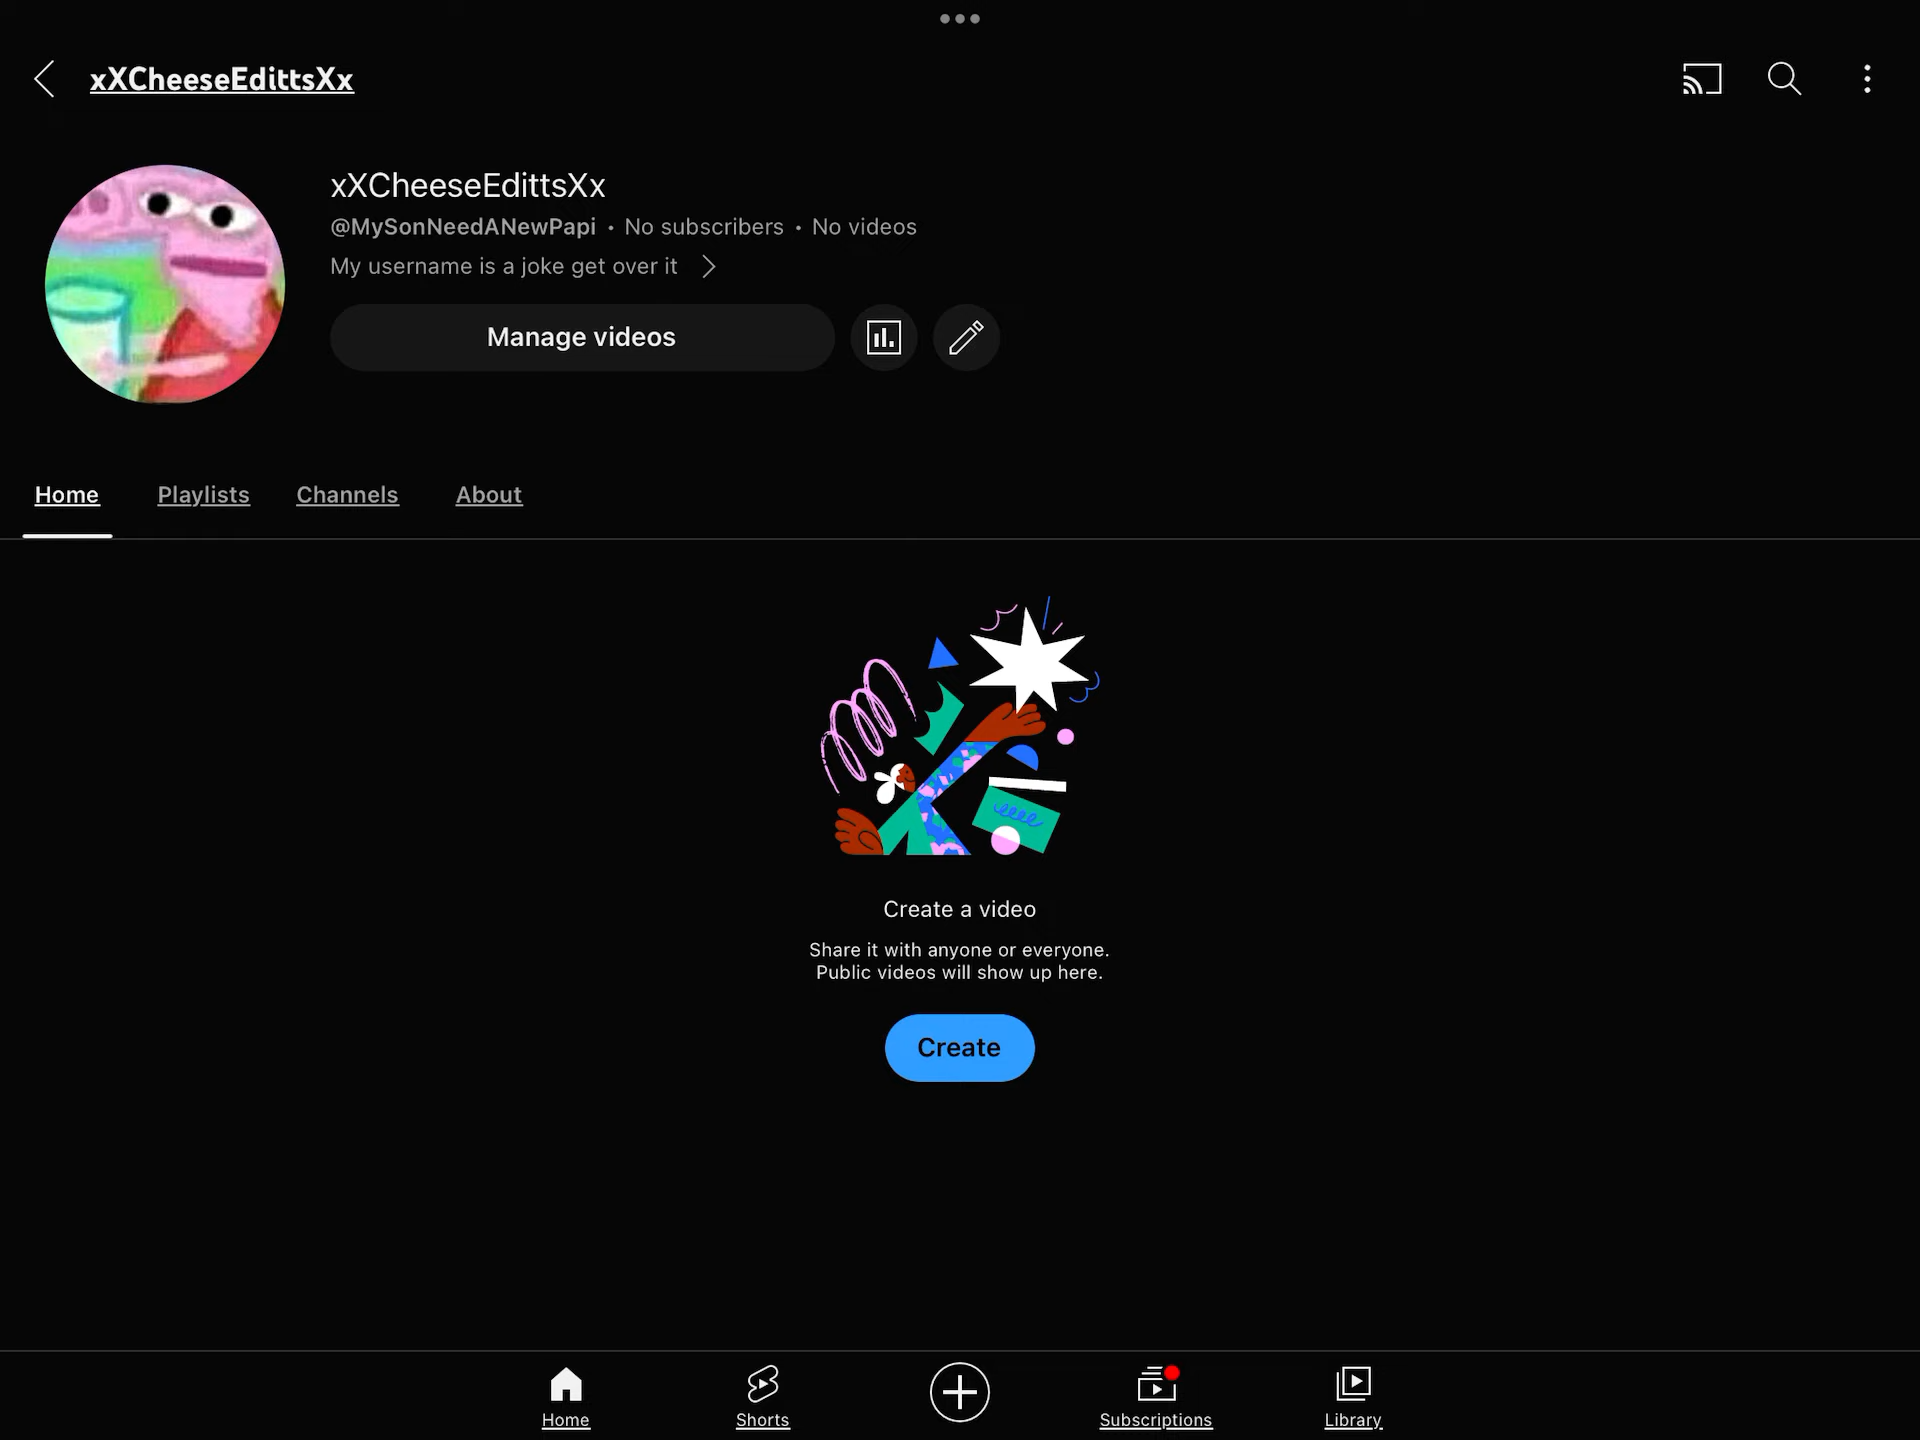 xXCheeseEdittsXx
xXCheeseEdittsXx
@MySonNeedANewPapi • No subscribers • No videos
My username is a joke get over it
Manage videos
Home Playlists Channels About
Create a video
Share it with anyone or everyone.
Public videos will show up here.
Create
Home Shorts Subscriptions Library